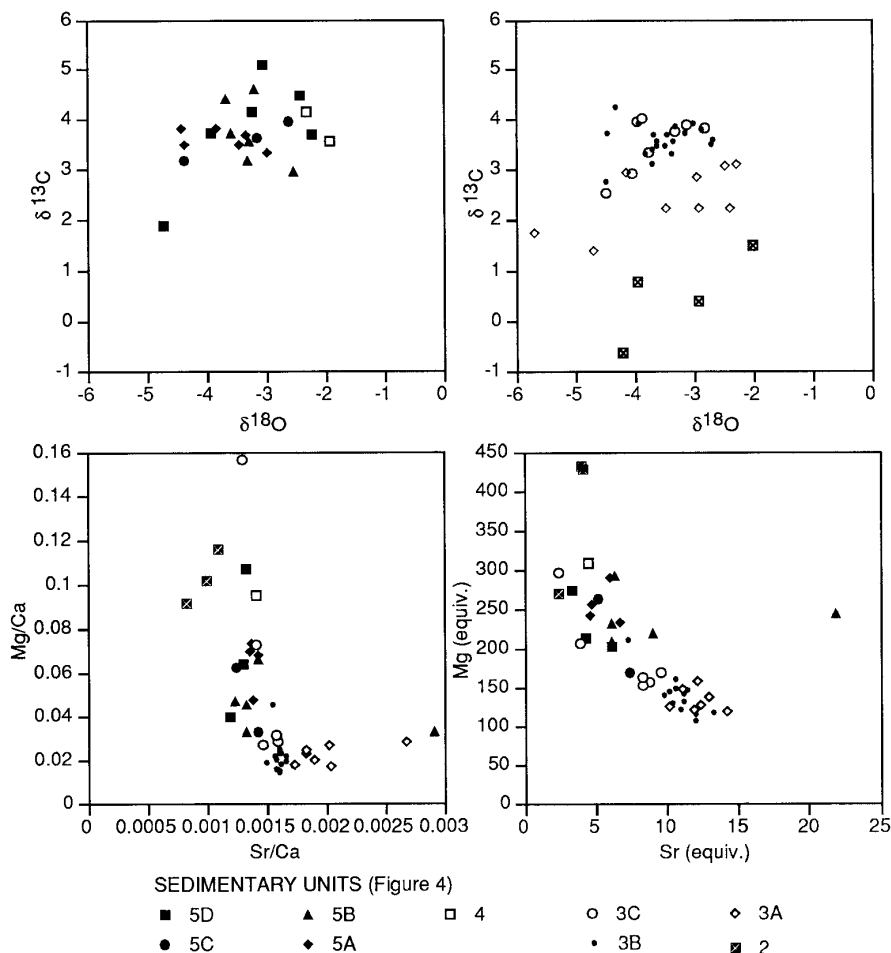 6
5
4
3
2
1
0
-1
δ 13C
-6 -5 -4 -3 -2 -1 0
δ18O
6
5
4
3
2
1
0
-1
δ 13C
-6 -5 -4 -3 -2 -1 0
δ18O
0.16
0.14
0.12
0.1
0.08
0.06
0.04
0.02
0
Mg/Ca
0 0.0005 0.001 0.0015 0.002 0.0025 0.003
Sr/Ca
450
400
350
300
250
200
150
100
50
0
Mg (equiv.)
0 5 10 15 20 25
Sr (equiv.)
SEDIMENTARY UNITS (Figure 4)
5D 5B 4 3C 3A
5C 5A 3B 2